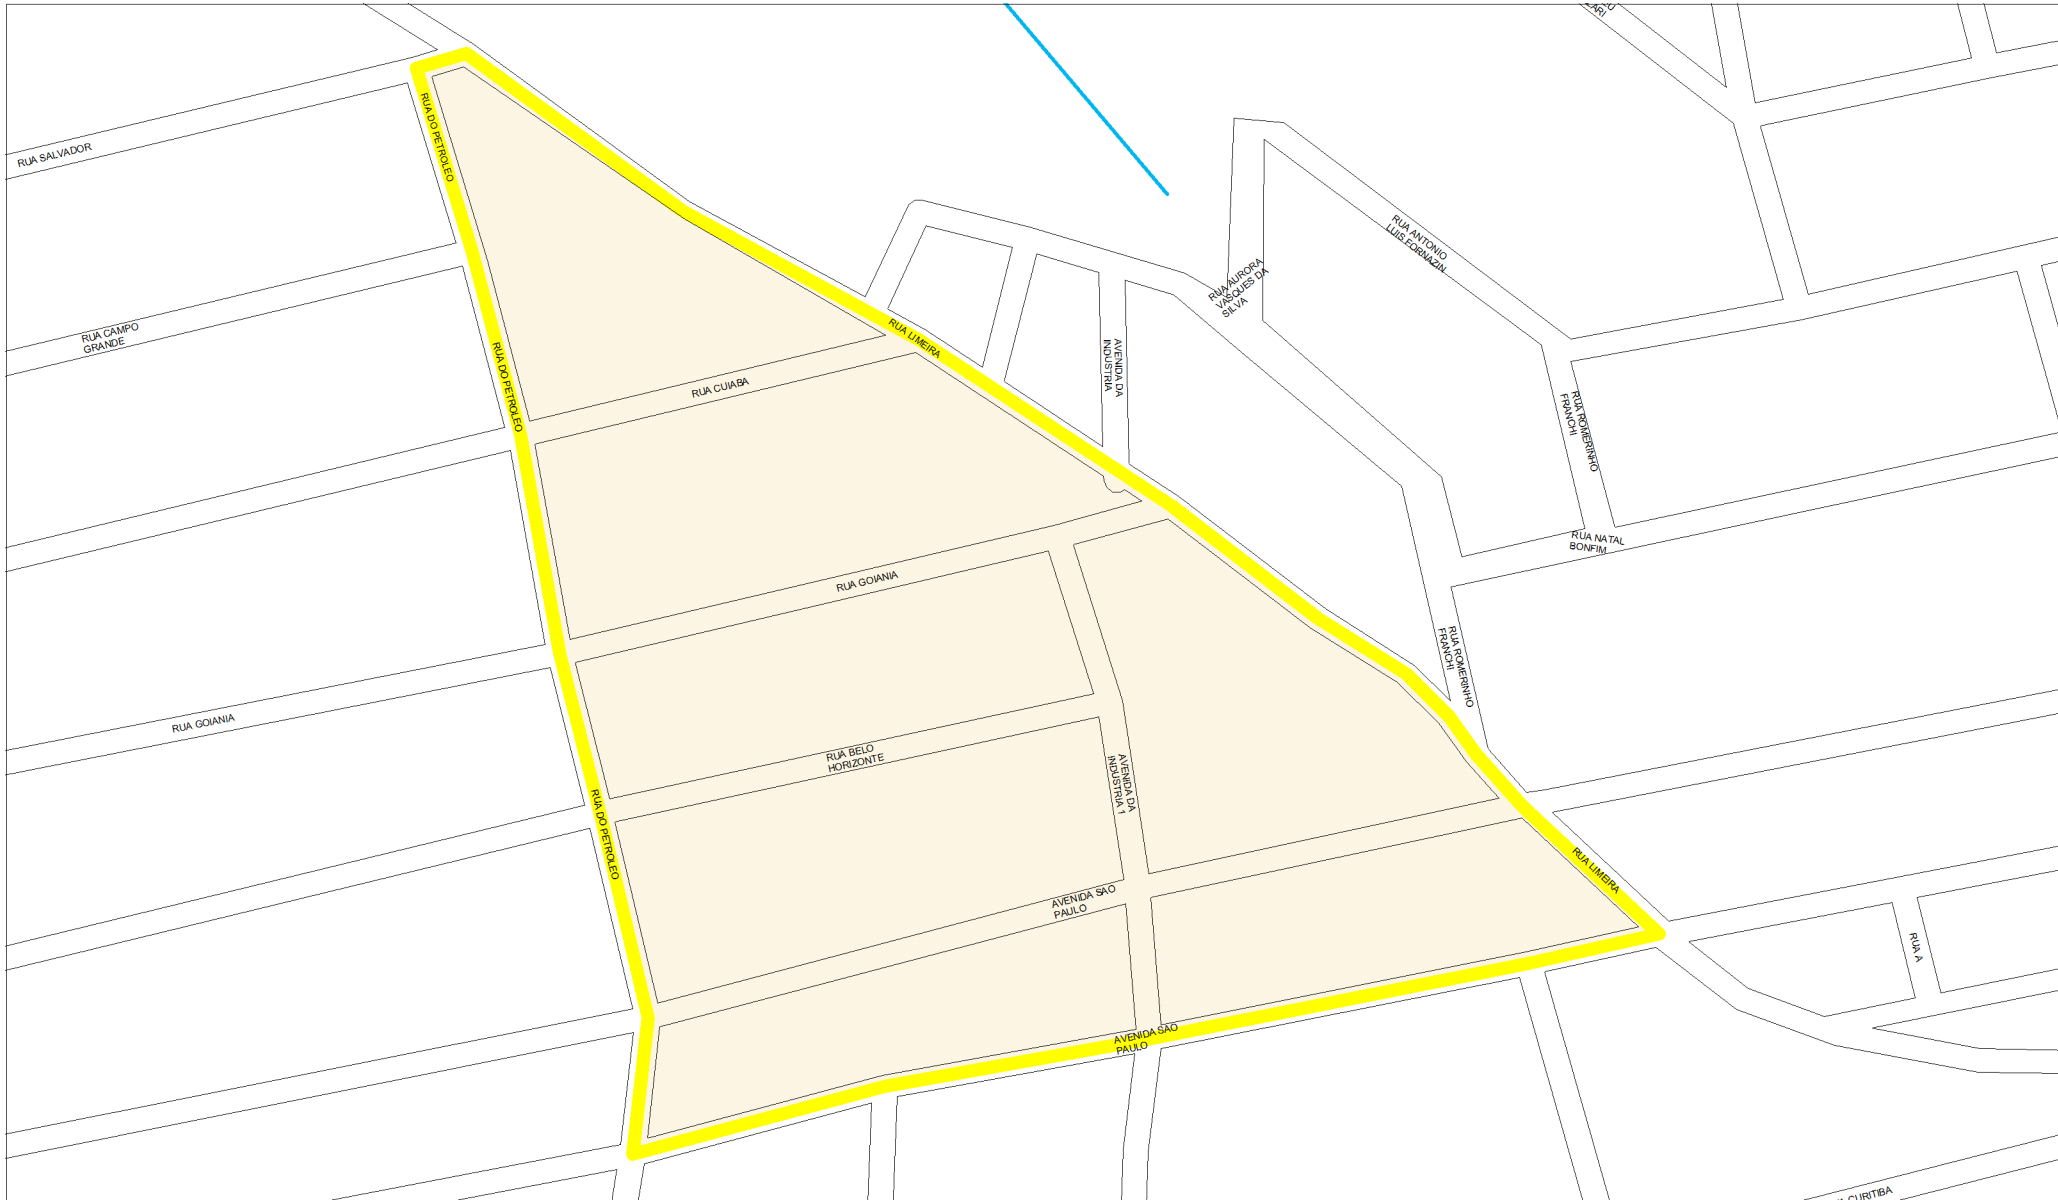 RUA SALVADOR
RUA DO PETROLEO
RUA CAMPO
GRANDE
RUA DO PETROLEO
RUA CUIABA
RUA LIMEIRA
AVENIDA DA
INDUSTRIA
RUA AURORA
VASQUES DA
SILVA
RUA ANTONIO
LUIS FORNAZIN
RUA ROMERINHO
FRANCHI
RUA NATAL
BONFIM
RUA GOIANIA
RUA ROMERINHO
FRANCHI
RUA GOIANIA
RUA BELO
HORIZONTE
AVENIDA DA
INDUSTRIA 1
RUA DO PETROLEO
RUA LIMEIRA
AVENIDA SAO
PAULO
RUA A
AVENIDA SAO
PAULO
CURITIBA